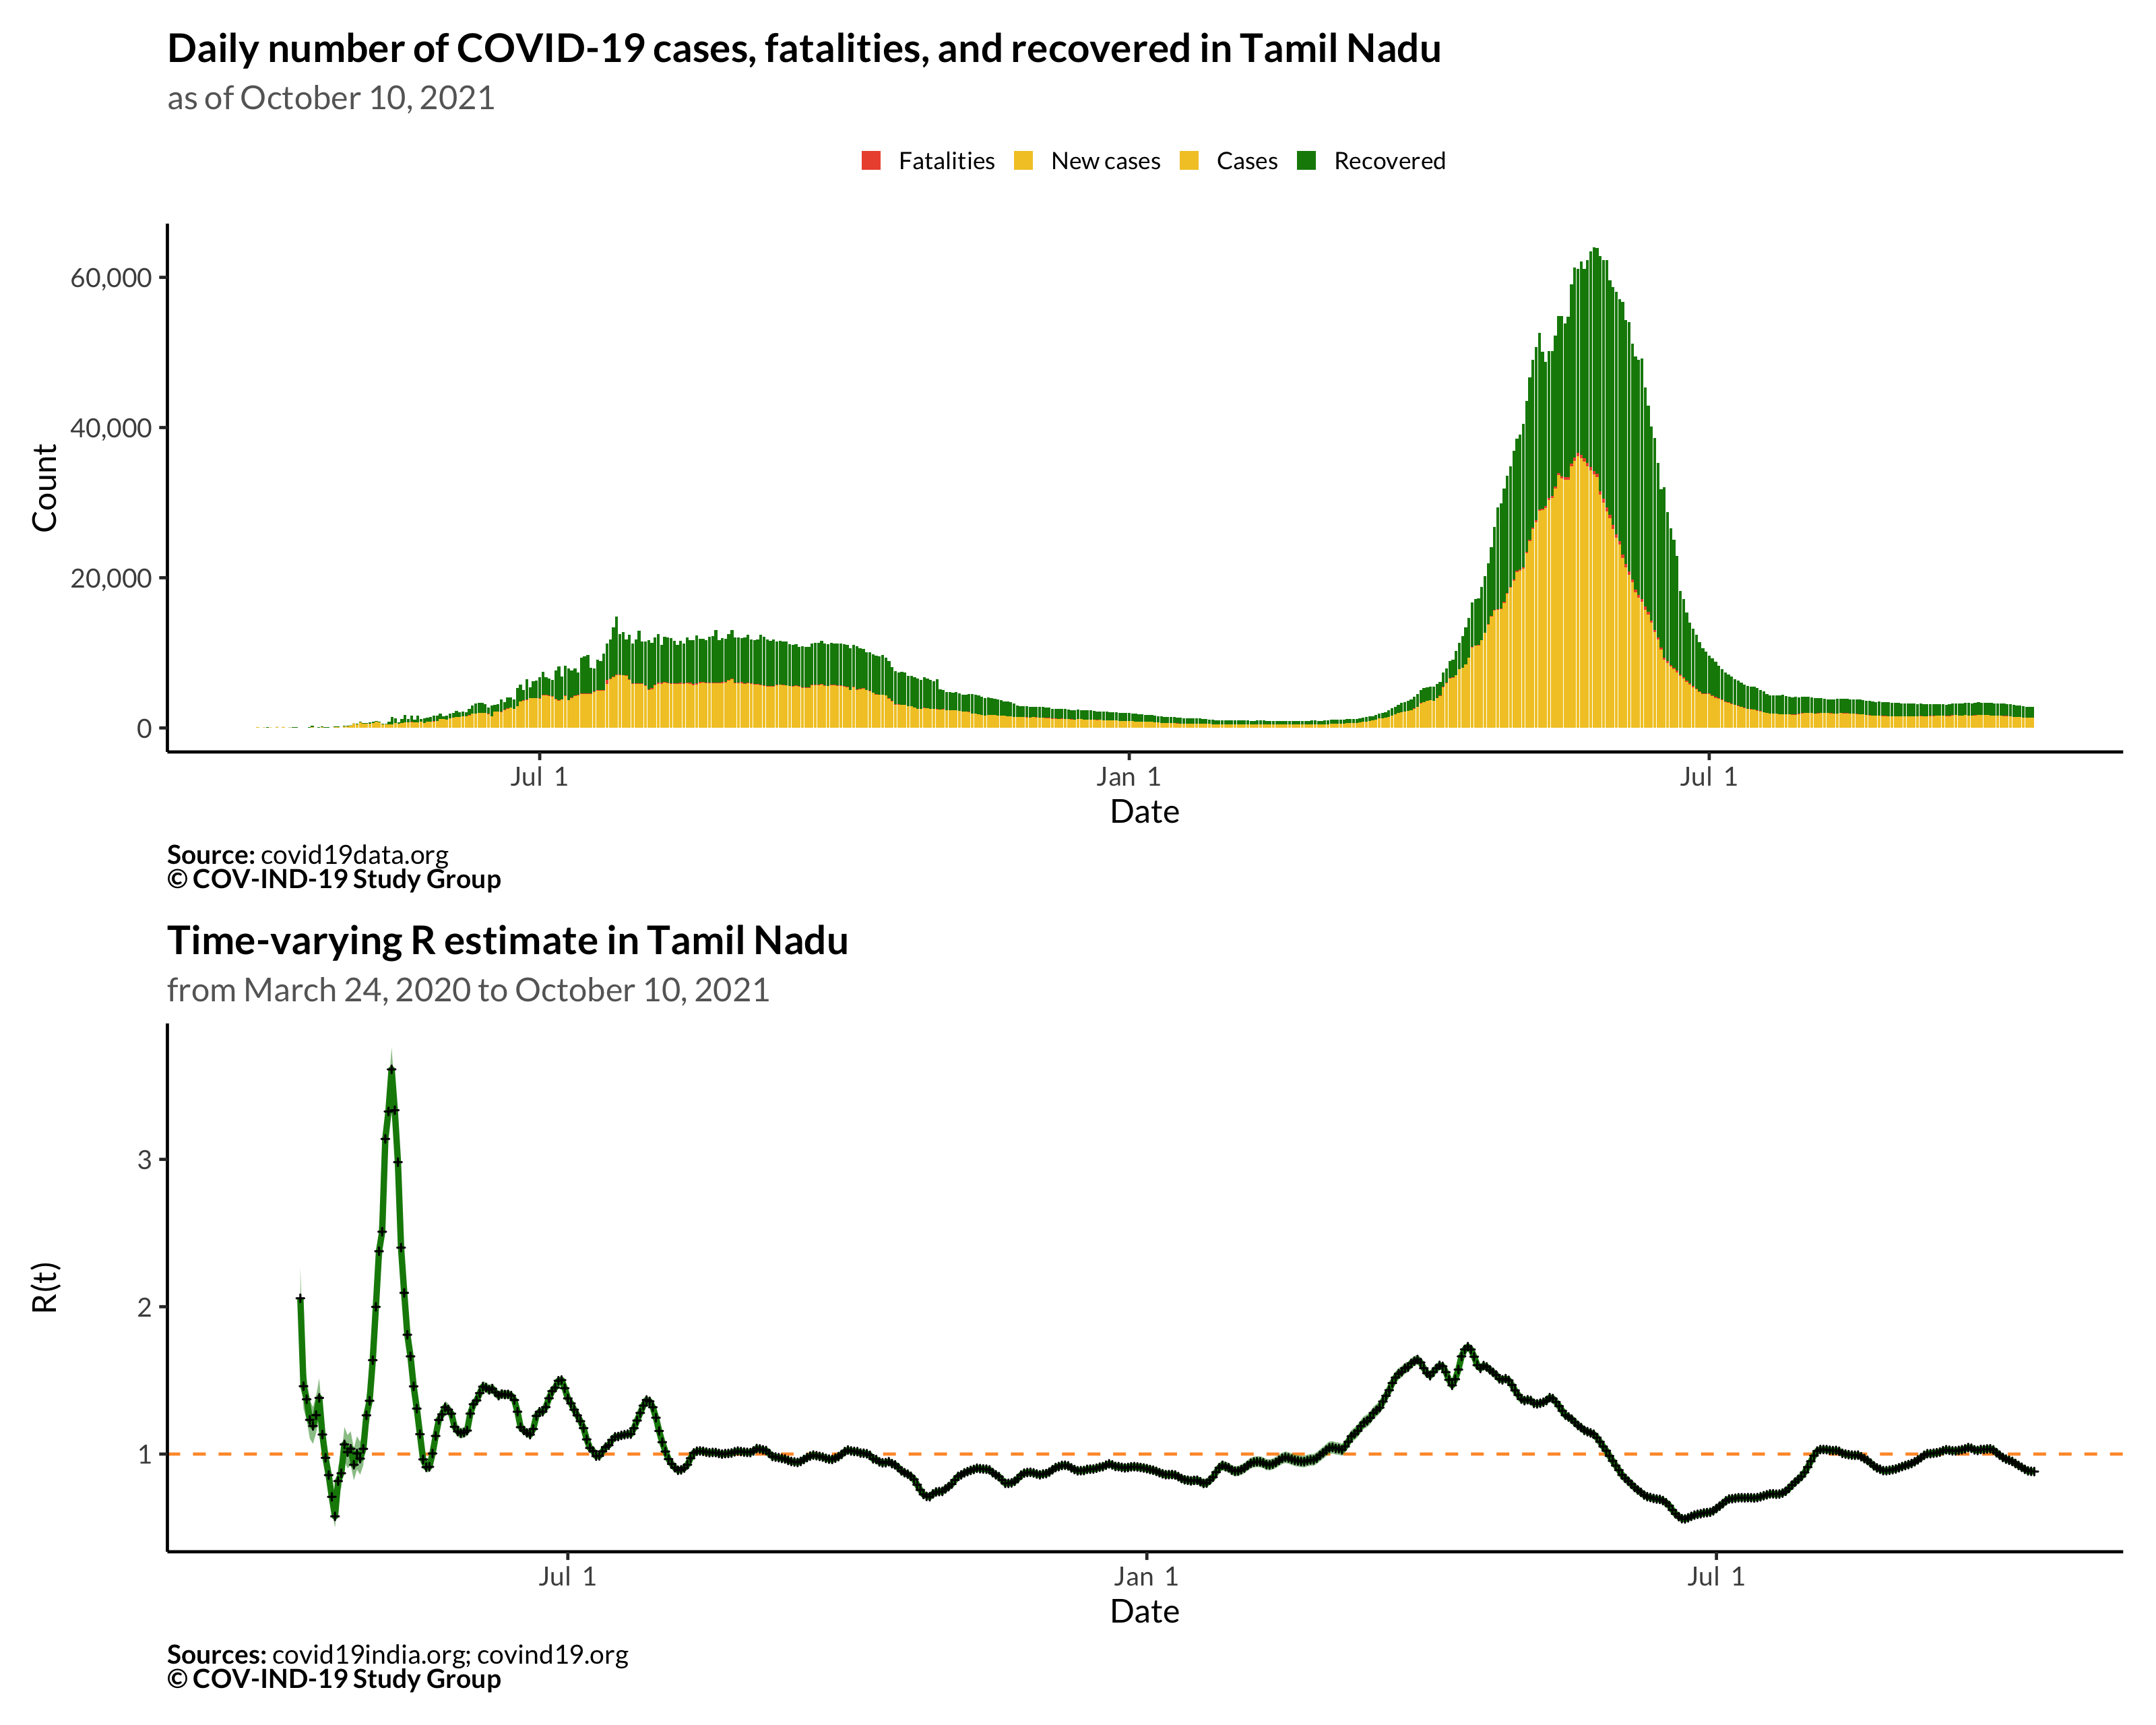 Daily number of COVID-19 cases, fatalities, and recovered in Tamil Nadu
as of October 10, 2021
Fatalities New cases Cases Recovered
60,000
40,000
20,000
0
Count
Jul 1 Jan 1 Jul 1
Date
Source: covid19data.org
© COV-IND-19 Study Group
Time-varying R estimate in Tamil Nadu
from March 24, 2020 to October 10, 2021
3
2
1
R(t)
Jul 1 Jan 1 Jul 1
Date
Sources: covid19india.org; covind19.org
© COV-IND-19 Study Group